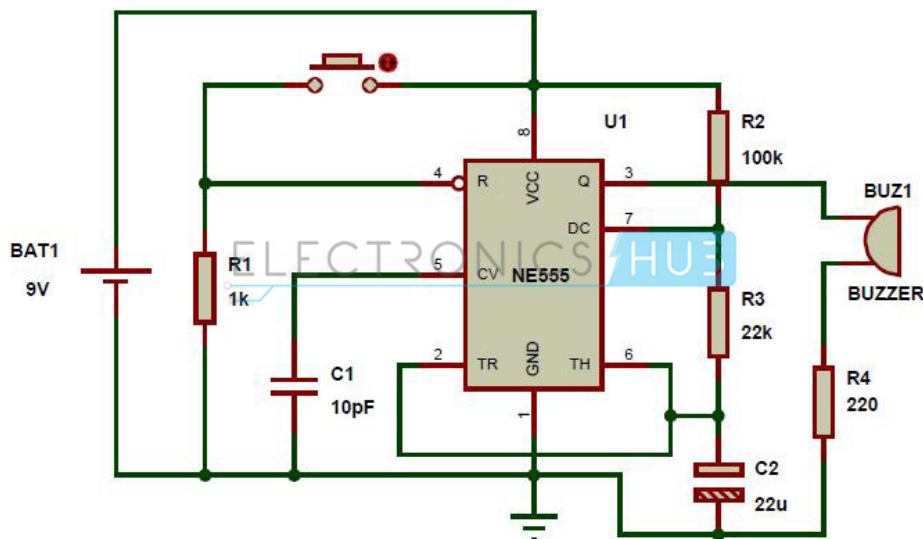 8
U1
R2
100k
4
R
VCC
Q
3
BUZ1
DC
7
ELECTRONICS HUB
BAT1
9V
R1
1k
5
CV
NE555
BUZZER
R3
22k
2
TR
GND
TH
6
C1
10pF
R4
220
1
C2
22u